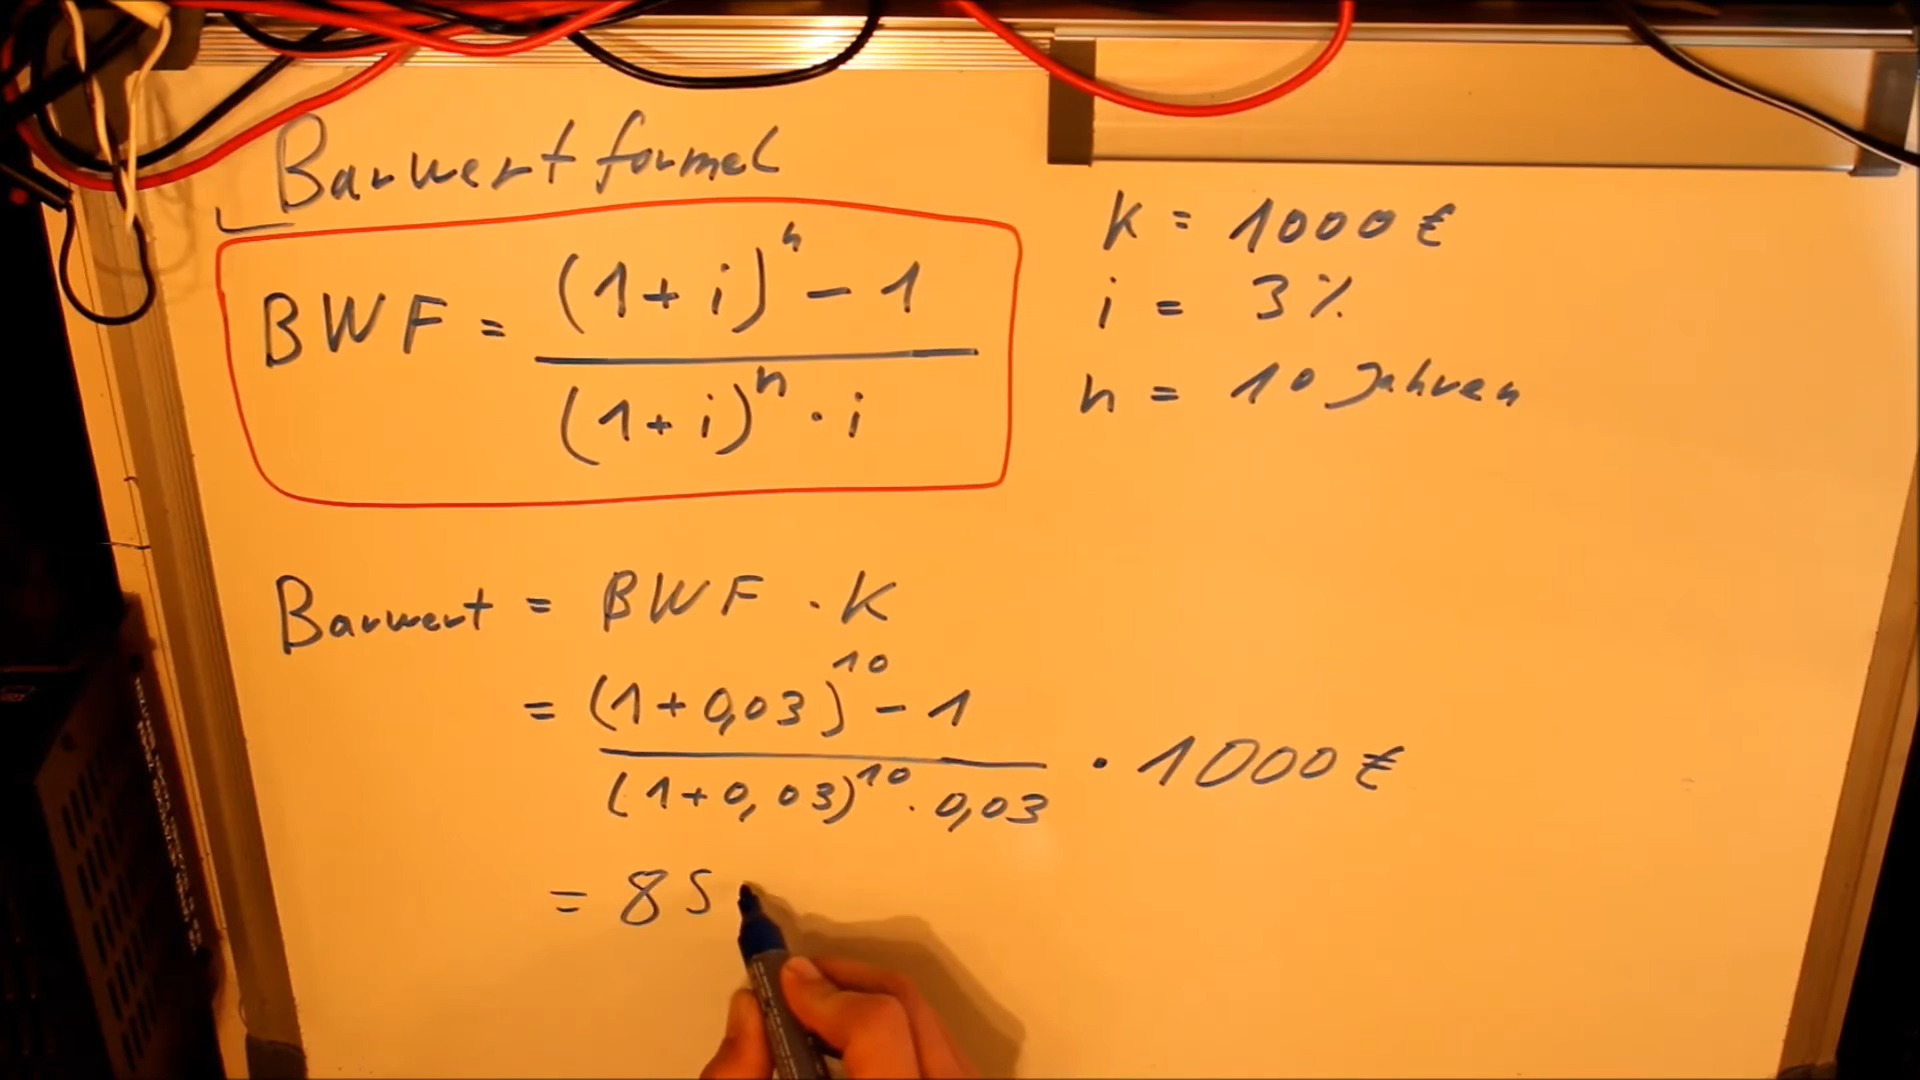 Barwertformel
BWF = (1+i)^n - 1
(1+i)^n · i
K = 1000 €
i = 3%
n = 10 Jahren
Barwert = BWF · K
= (1+0,03)^10 - 1
(1+0,03)^10 · 0,03 · 1000 €
= 85